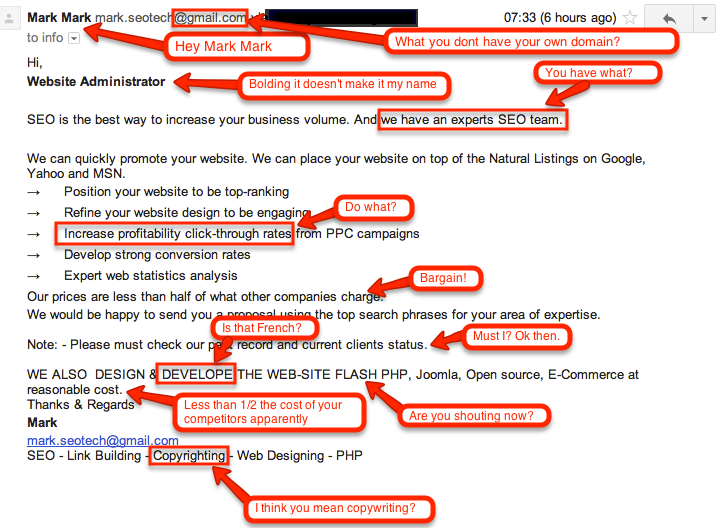 Mark Mark mark.seotech@gmail.com 07:33 (6 hours ago)
to info
Hey Mark Mark
What you dont have your own domain?
Hi,
Website Administrator
Bolding it doesn't make it my name
You have what?
SEO is the best way to increase your business volume. And we have an experts SEO team.
We can quickly promote your website. We can place your website on top of the Natural Listings on Google,
Yahoo and MSN.
→ Position your website to be top-ranking
→ Refine your website design to be engaging
Do what?
→ Increase profitability click-through rates from PPC campaigns
→ Develop strong conversion rates
→ Expert web statistics analysis
Bargain!
Our prices are less than half of what other companies charge.
We would be happy to send you a proposal using the top search phrases for your area of expertise.
Is that French?
Must I? Ok then.
Note: - Please must check our past record and current clients status.
WE ALSO DESIGN & DEVELOPE THE WEB-SITE FLASH PHP, Joomla, Open source, E-Commerce at
reasonable cost.
Thanks & Regards
Less than 1/2 the cost of your
competitors apparently
Are you shouting now?
Mark
mark.seotech@gmail.com
SEO - Link Building - Copyrighting - Web Designing - PHP
I think you mean copywriting?